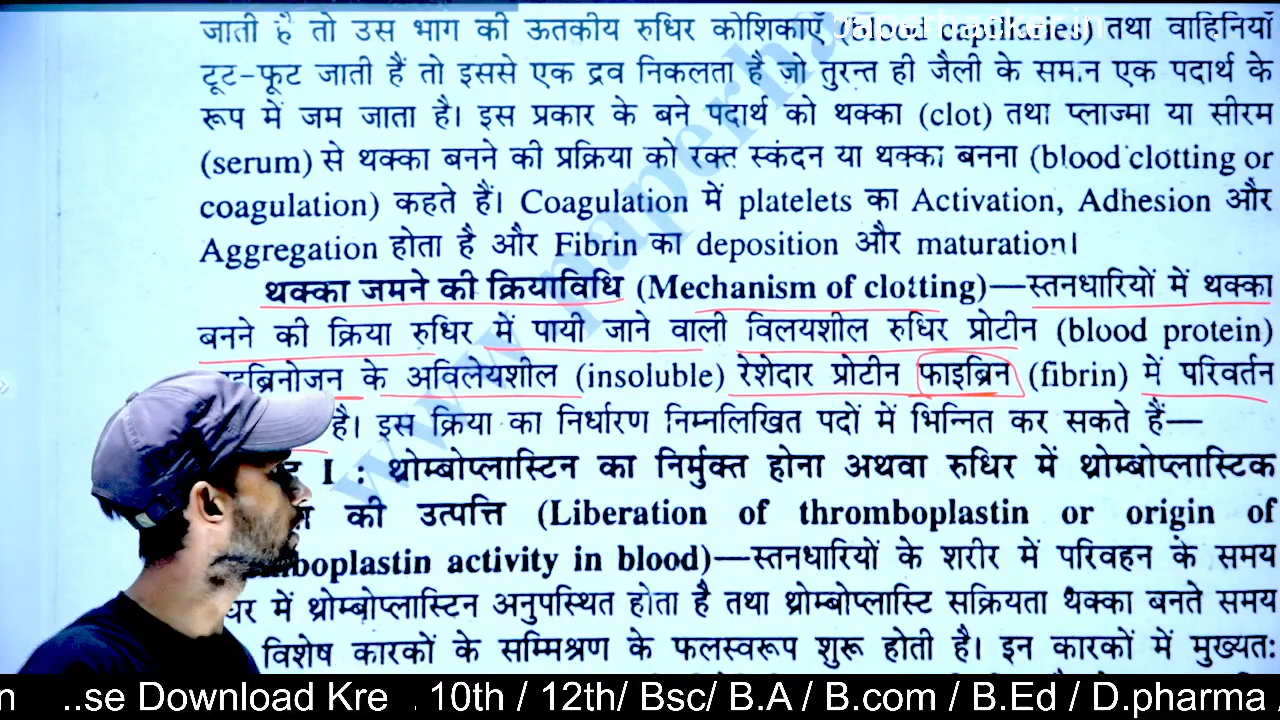 जाती है तो उस भाग की ऊतकीय रुधिर कोशिकाएँ (blood capillaries) तथा वाहिनियाँ
टूट-फूट जाती हैं तो इससे एक द्रव निकलता है जो तुरन्त ही जैली के समान एक पदार्थ के
रूप में जम जाता है। इस प्रकार के बने पदार्थ को थक्का (clot) तथा प्लाज्मा या सीरम
(serum) से थक्का बनने की प्रक्रिया को रक्त स्कंदन या थक्का बनना (blood clotting or
coagulation) कहते हैं। Coagulation में platelets का Activation, Adhesion और
Aggregation होता है और Fibrin का deposition और maturation।
थक्का जमने की क्रियाविधि (Mechanism of clotting)—स्तनधारियों में थक्का
बनने की क्रिया रुधिर में पायी जाने वाली विलयशील रुधिर प्रोटीन (blood protein)
के अविलेयशील (insoluble) रेशेदार प्रोटीन फाइब्रिन (fibrin) में परिवर्तन
है। इस क्रिया का निर्धारण निम्नलिखित पदों में भिन्नित कर सकते हैं—
I : थ्रोम्बोप्लास्टिन का निर्मुक्त होना अथवा रुधिर में थ्रोम्बोप्लास्टिक
की उत्पत्ति (Liberation of thromboplastin or origin of
boplastin activity in blood)—स्तनधारियों के शरीर में परिवहन के समय
में थ्रोम्बोप्लास्टिन अनुपस्थित होता है तथा थ्रोम्बोप्लास्टि सक्रियता थक्का बनते समय
विशेष कारकों के सम्मिश्रण के फलस्वरूप शुरू होती है। इन कारकों में मुख्यतः
..se Download Kre . 10th / 12th/ Bsc/ B.A / B.com / B.Ed / D.pharma